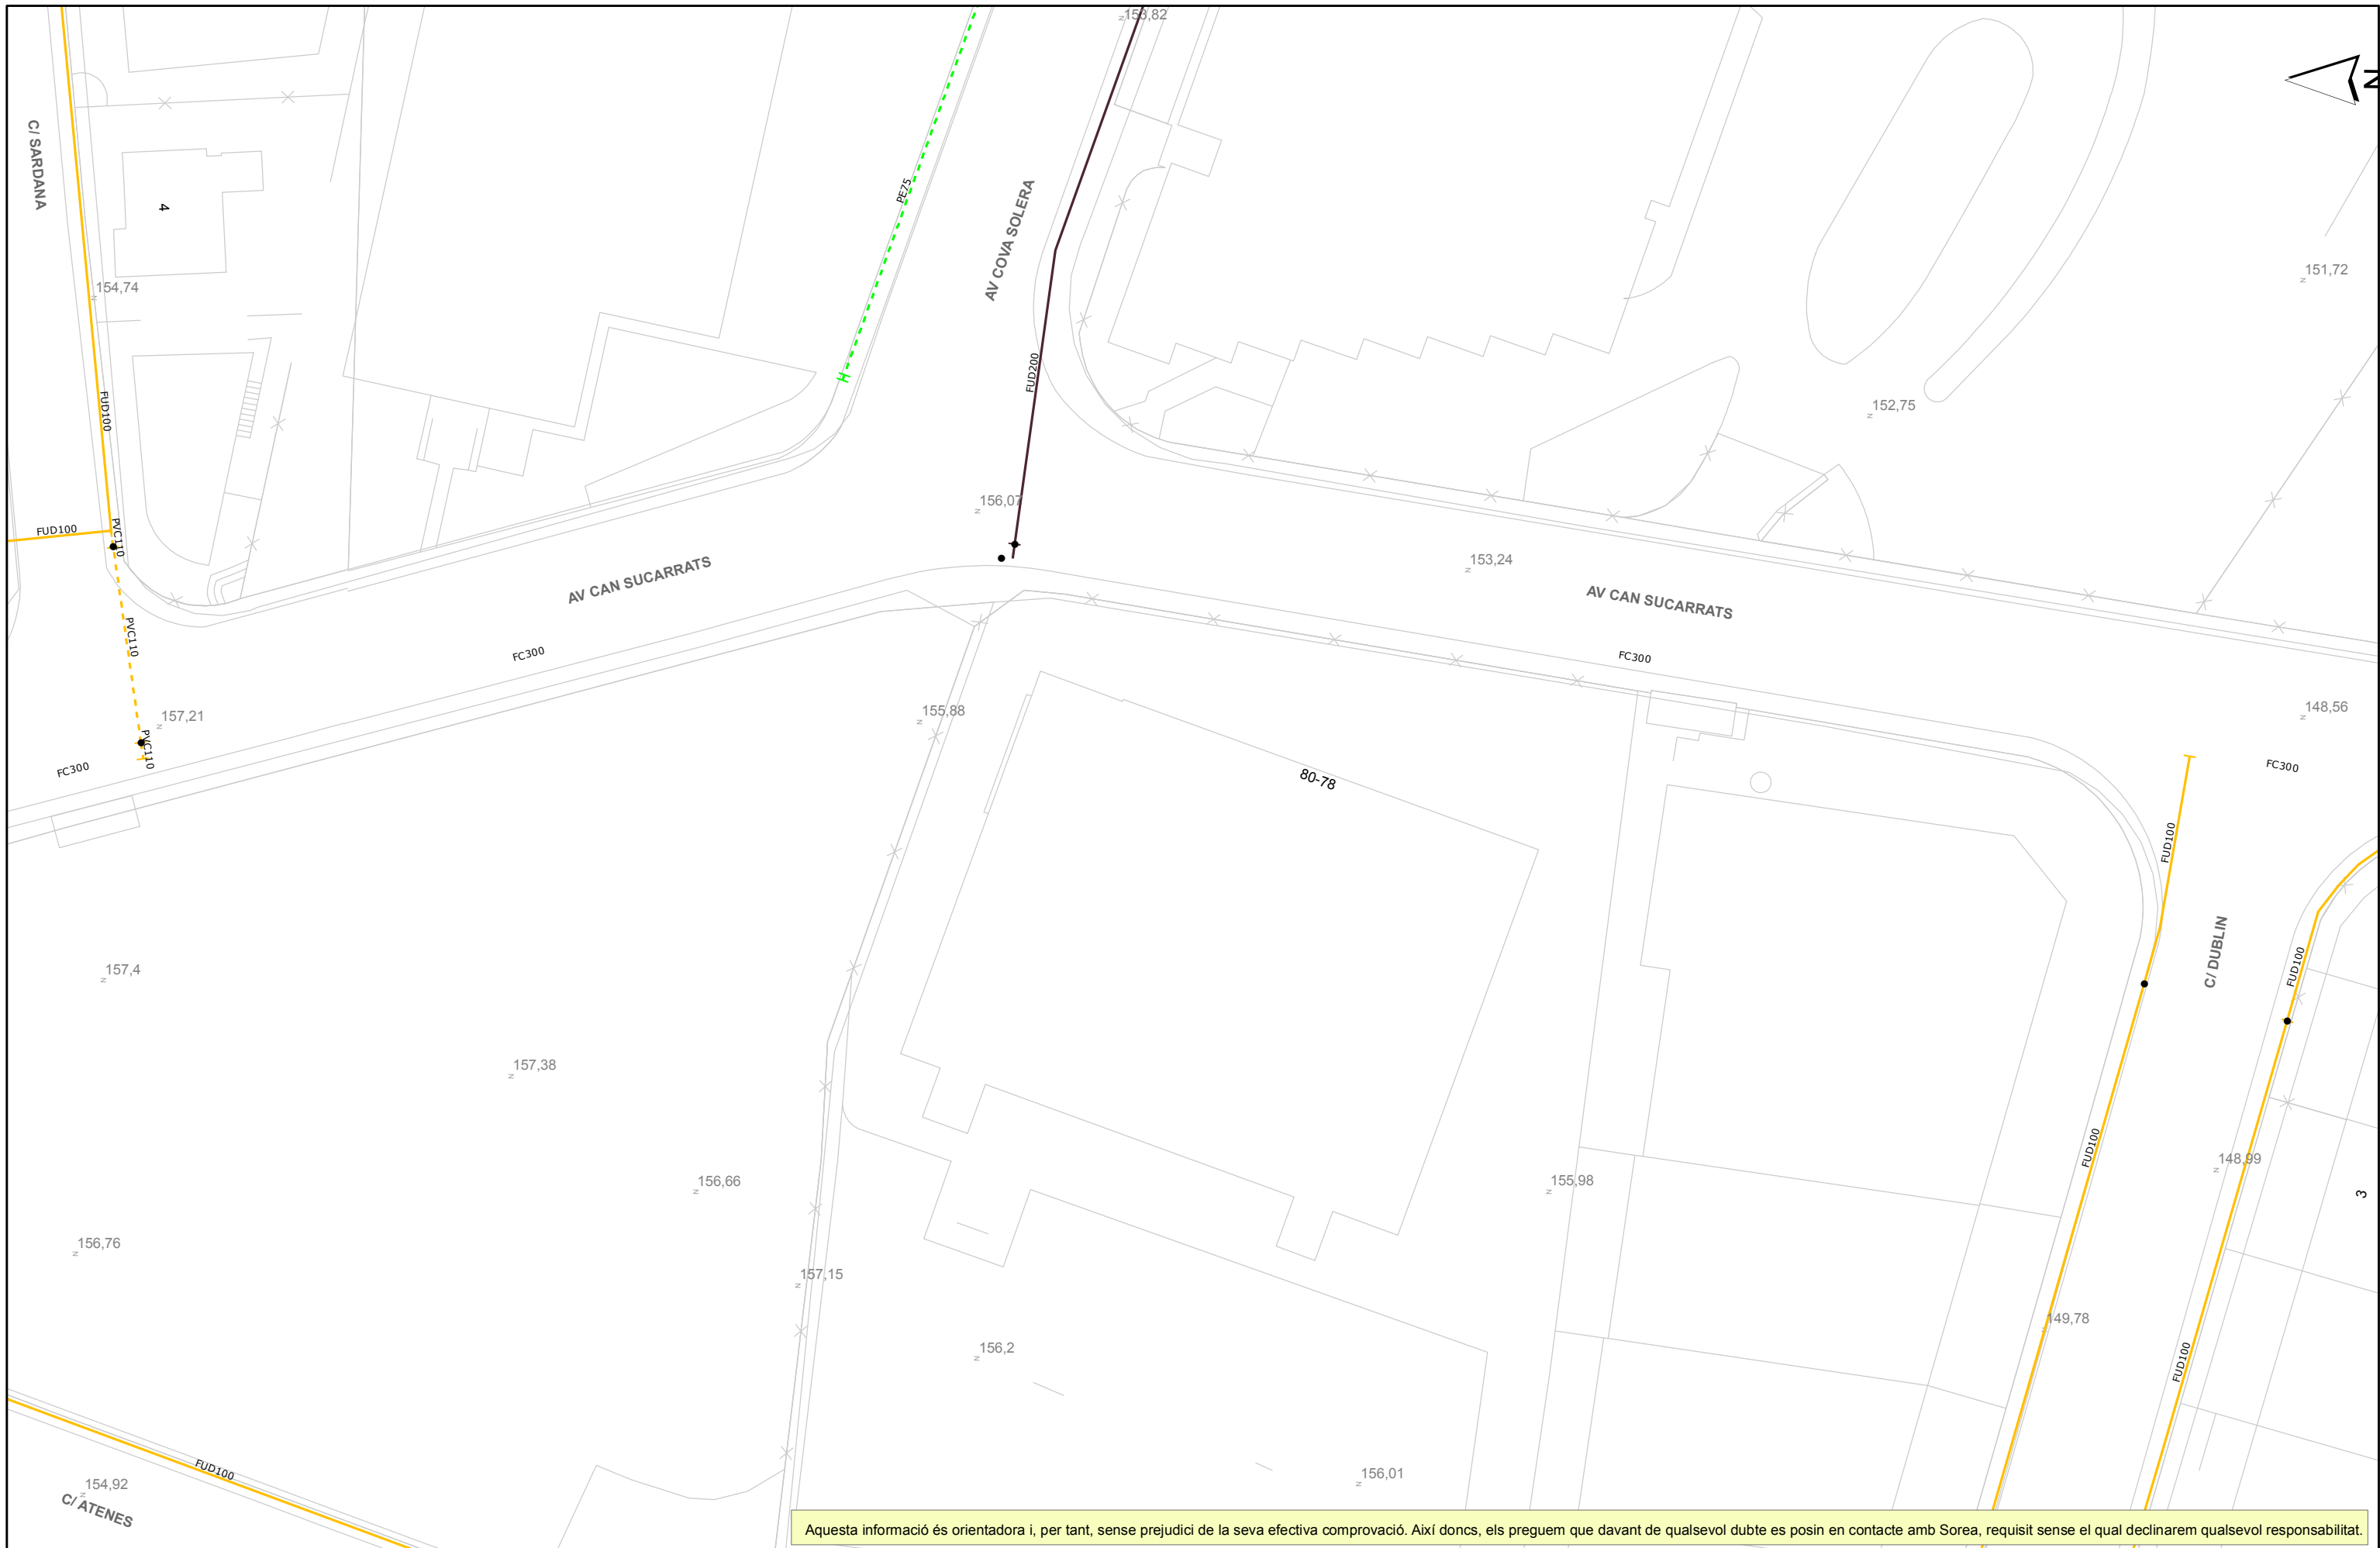 153,82
N
C/ SARDANA
4
PE75
AV COVA SOLERA
151,72
154,74
FUD200
152,75
FUD100
156,07
FUD100
PVC110
153,24
AV CAN SUCARRATS
AV CAN SUCARRATS
PVC110
FC300
FC300
157,21
155,88
148,56
PVC110
FC300
FC300
80-78
FUD100
C/ DUBLIN
157,4
FUD100
157,38
FUD100
156,66
155,98
148,99
3
156,76
157,15
149,78
156,2
FUD100
FUD100
156,01
154,92
C/ ATENES
Aquesta informació és orientadora i, per tant, sense prejudici de la seva efectiva comprovació. Així doncs, els preguem que davant de qualsevol dubte es posin en contacte amb Sorea, requisit sense el qual declinarem qualsevol responsabilitat.